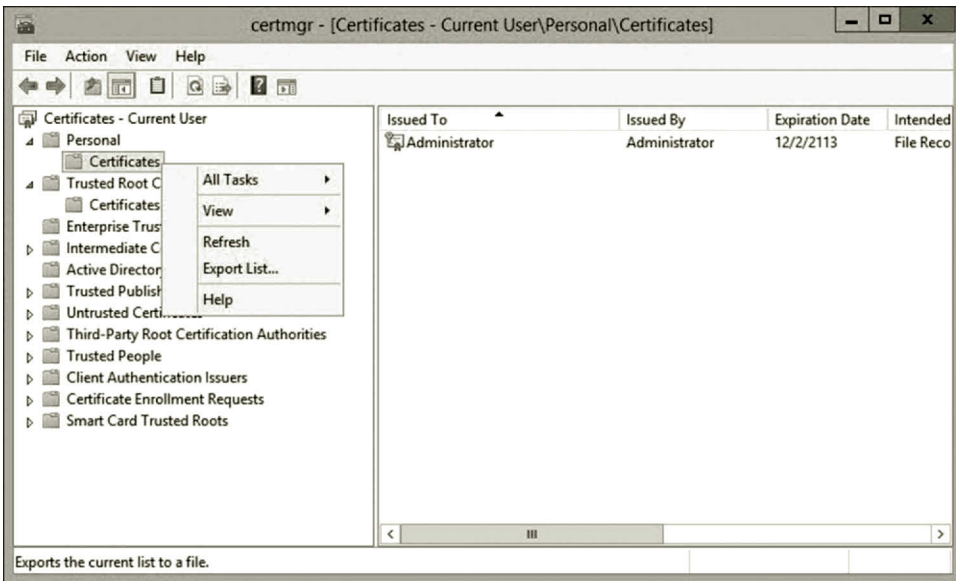 certmgr - [Certificates - Current User\Personal\Certificates]
File Action View Help
Certificates - Current User
Personal
Certificates
Trusted Root C
Certificates
Enterprise Trus
Intermediate C
Active Director
Trusted Publish
Untrusted Certi
Third-Party Root Certification Authorities
Trusted People
Client Authentication Issuers
Certificate Enrollment Requests
Smart Card Trusted Roots
All Tasks
View
Refresh
Export List...
Help
Issued To Issued By Expiration Date Intended
Administrator Administrator 12/2/2113 File Reco
Exports the current list to a file.